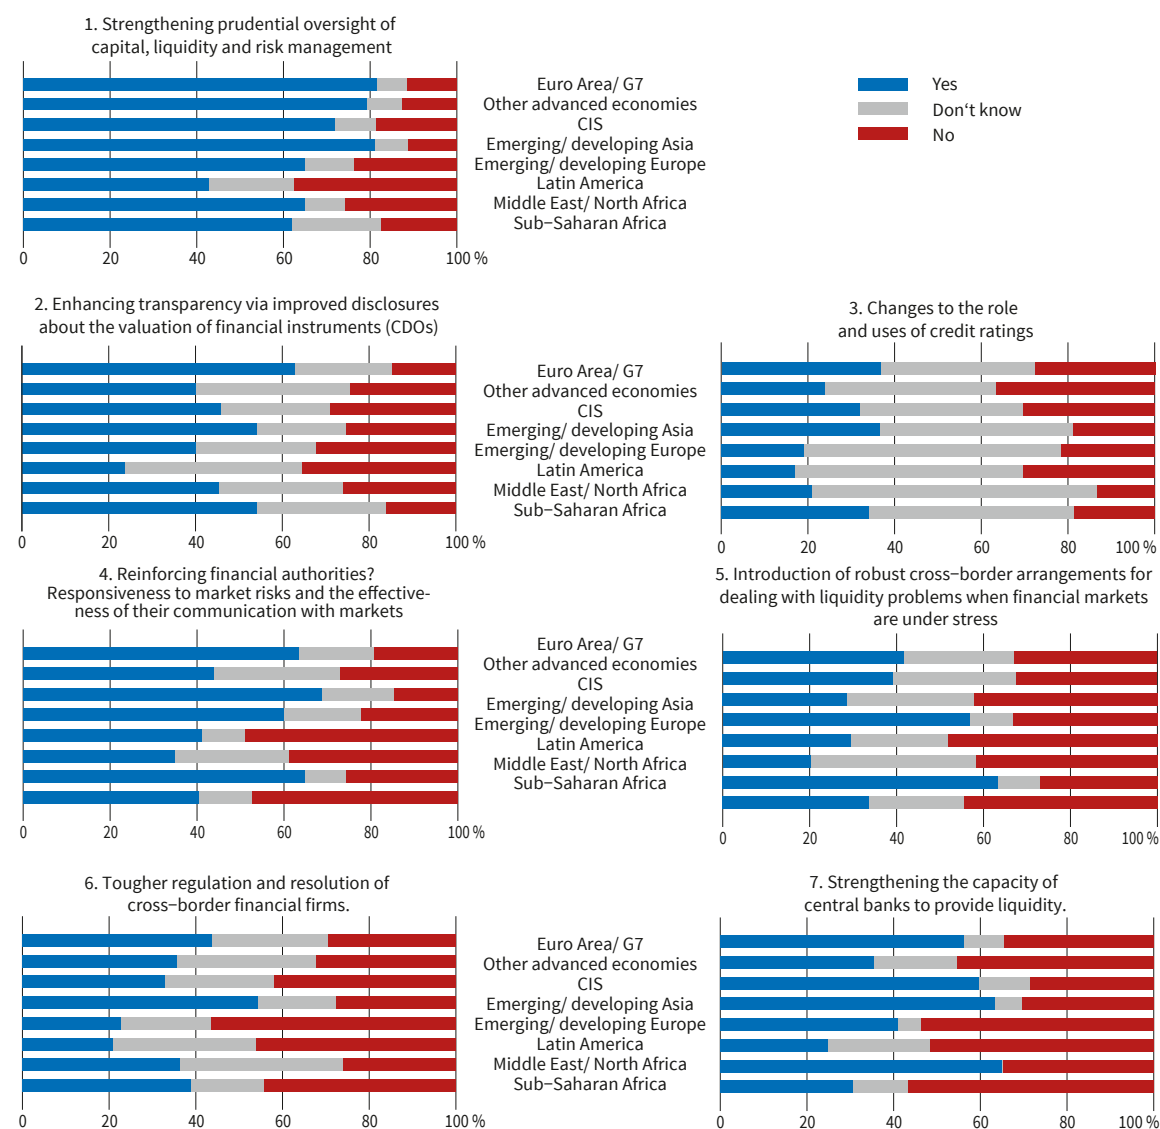 1. Strengthening prudential oversight of
capital, liquidity and risk management
Euro Area/ G7
Other advanced economies
CIS
Emerging/ developing Asia
Emerging/ developing Europe
Latin America
Middle East/ North Africa
Sub−Saharan Africa
0 20 40 60 80 100 %
Yes
Don‘t know
No
2. Enhancing transparency via improved disclosures
about the valuation of financial instruments (CDOs)
Euro Area/ G7
Other advanced economies
CIS
Emerging/ developing Asia
Emerging/ developing Europe
Latin America
Middle East/ North Africa
Sub−Saharan Africa
0 20 40 60 80 100 %
3. Changes to the role
and uses of credit ratings
0 20 40 60 80 100 %
4. Reinforcing financial authorities?
Responsiveness to market risks and the effective-
ness of their communication with markets
Euro Area/ G7
Other advanced economies
CIS
Emerging/ developing Asia
Emerging/ developing Europe
Latin America
Middle East/ North Africa
Sub−Saharan Africa
0 20 40 60 80 100 %
5. Introduction of robust cross−border arrangements for
dealing with liquidity problems when financial markets
are under stress
0 20 40 60 80 100 %
6. Tougher regulation and resolution of
cross−border financial firms.
Euro Area/ G7
Other advanced economies
CIS
Emerging/ developing Asia
Emerging/ developing Europe
Latin America
Middle East/ North Africa
Sub−Saharan Africa
0 20 40 60 80 100 %
7. Strengthening the capacity of
central banks to provide liquidity.
0 20 40 60 80 100 %